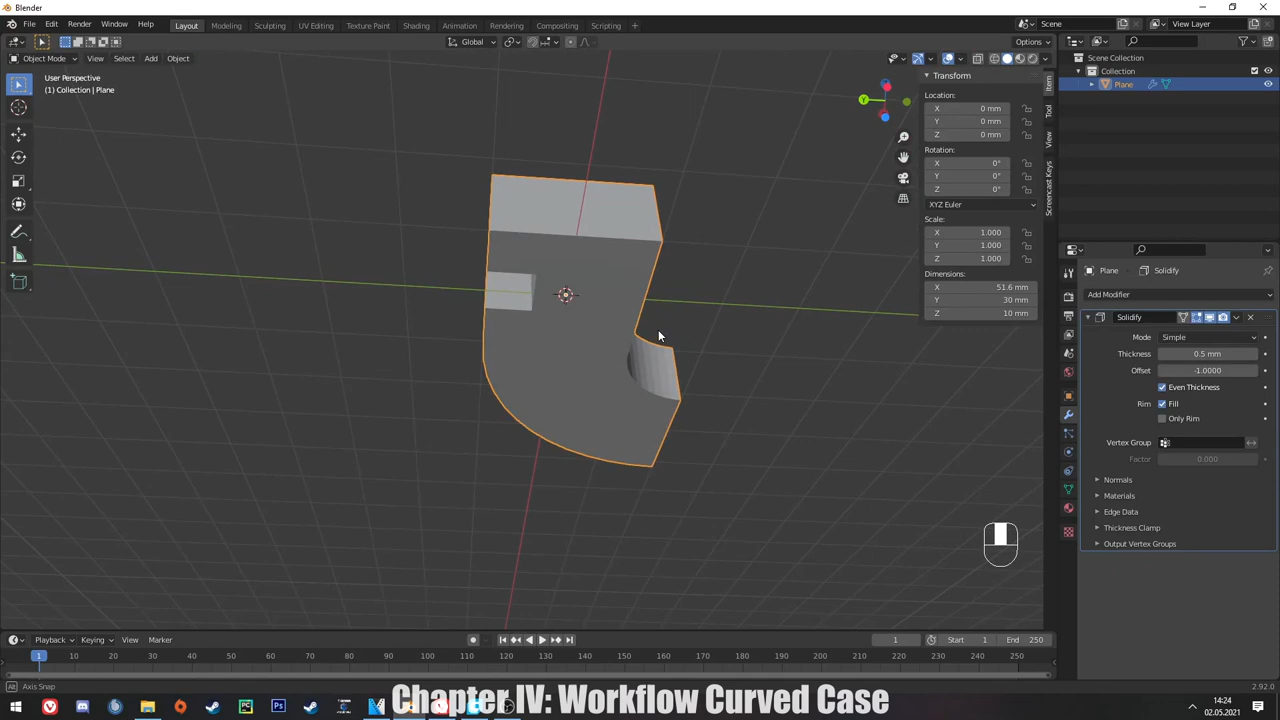 Blender
File Edit Render Window Help
Layout Modeling Sculpting UV Editing Texture Paint Shading Animation Rendering Compositing Scripting +
Scene
View Layer
Global
Options
Object Mode View Select Add Object
User Perspective
(1) Collection | Plane
Y
Transform
Location:
X 0 mm
Y 0 mm
Z 0 mm
Rotation:
X 0°
Y 0°
Z 0°
XYZ Euler
Scale:
X 1.000
Y 1.000
Z 1.000
Dimensions:
X 51.6 mm
Y 30 mm
Z 10 mm
Item
Tool
View
Screencast Keys
Scene Collection
Collection
Plane
Plane Solidify
Add Modifier
Solidify
Mode Simple
Thickness 0.5 mm
Offset -1.0000
Even Thickness
Rim Fill
Only Rim
Vertex Group
Factor 0.000
Normals
Materials
Edge Data
Thickness Clamp
Output Vertex Groups
Playback Keying View Marker
1 Start 1 End 250
1 10 20 30 40 50 60 70 80 90 100 110 120 130 140 150 160 170 180 190 200 210 220 230 240 250
Alt Axis Snap
2.92.0
Chapter IV: Workflow Curved Case
14:24
02.05.2021